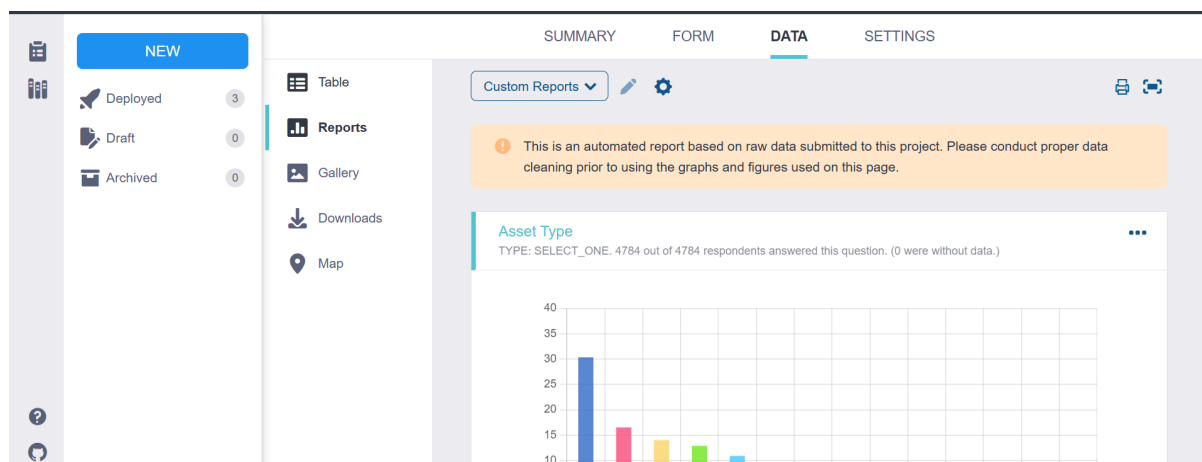 SUMMARY
FORM
DATA
SETTINGS
NEW
Deployed 3
Draft 0
Archived 0
Table
Reports
Gallery
Downloads
Map
Custom Reports
This is an automated report based on raw data submitted to this project. Please conduct proper data
cleaning prior to using the graphs and figures used on this page.
Asset Type
TYPE: SELECT_ONE. 4784 out of 4784 respondents answered this question. (0 were without data.)
40
35
30
25
20
15
10